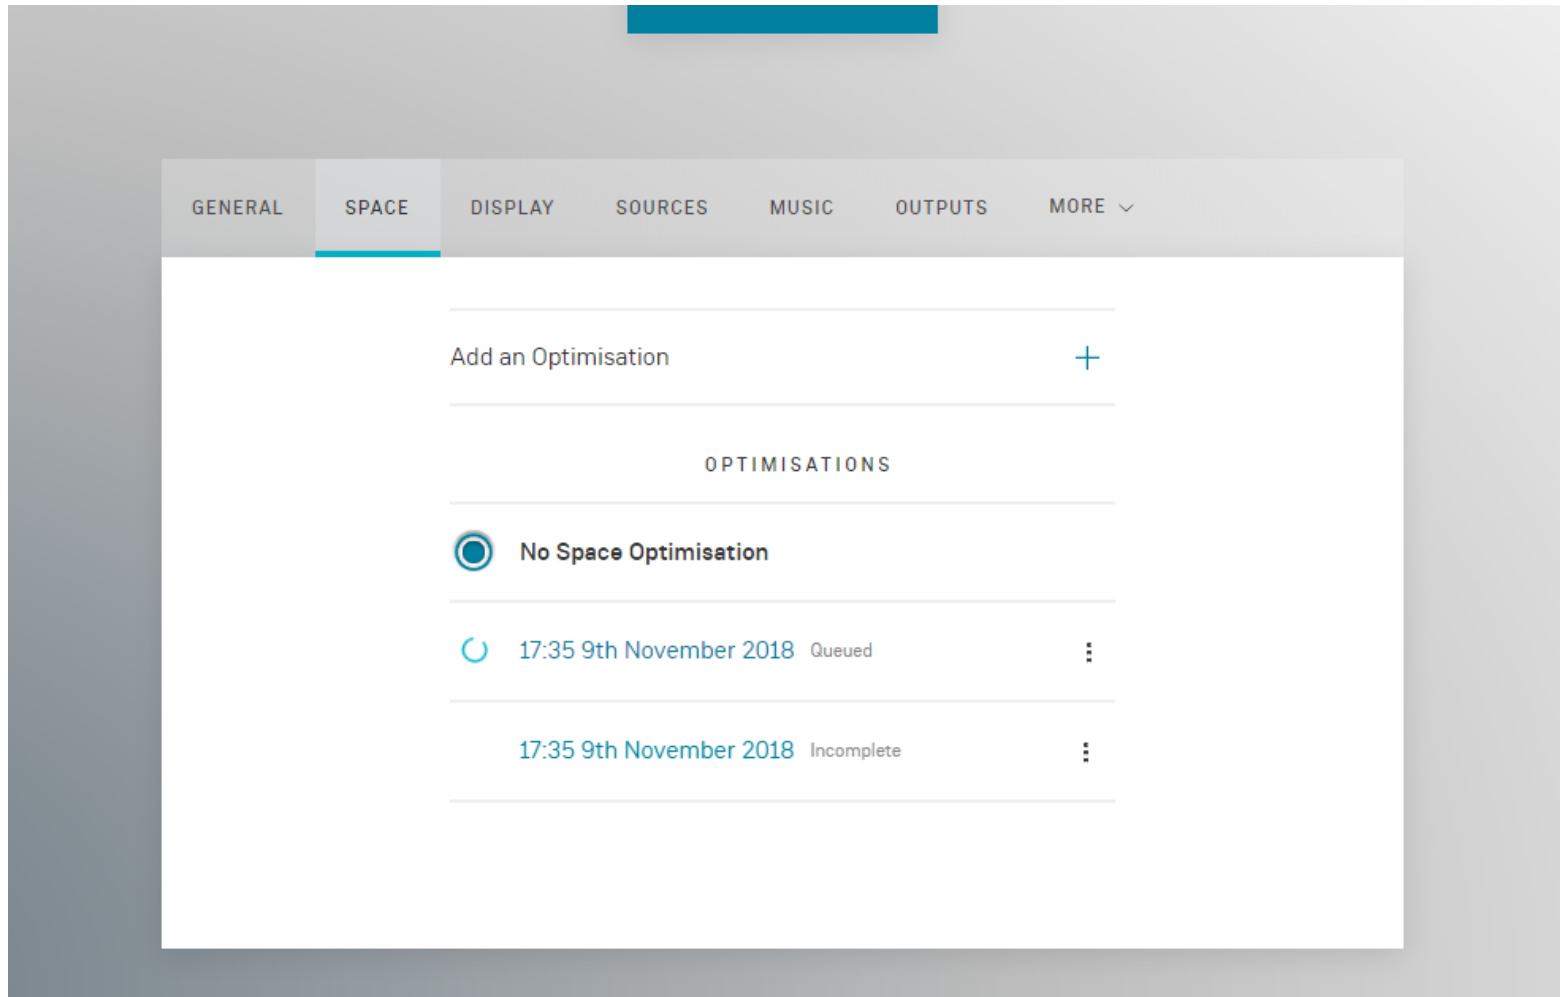 GENERAL SPACE DISPLAY SOURCES MUSIC OUTPUTS MORE
Add an Optimisation
OPTIMISATIONS
No Space Optimisation
17:35 9th November 2018 Queued
17:35 9th November 2018 Incomplete